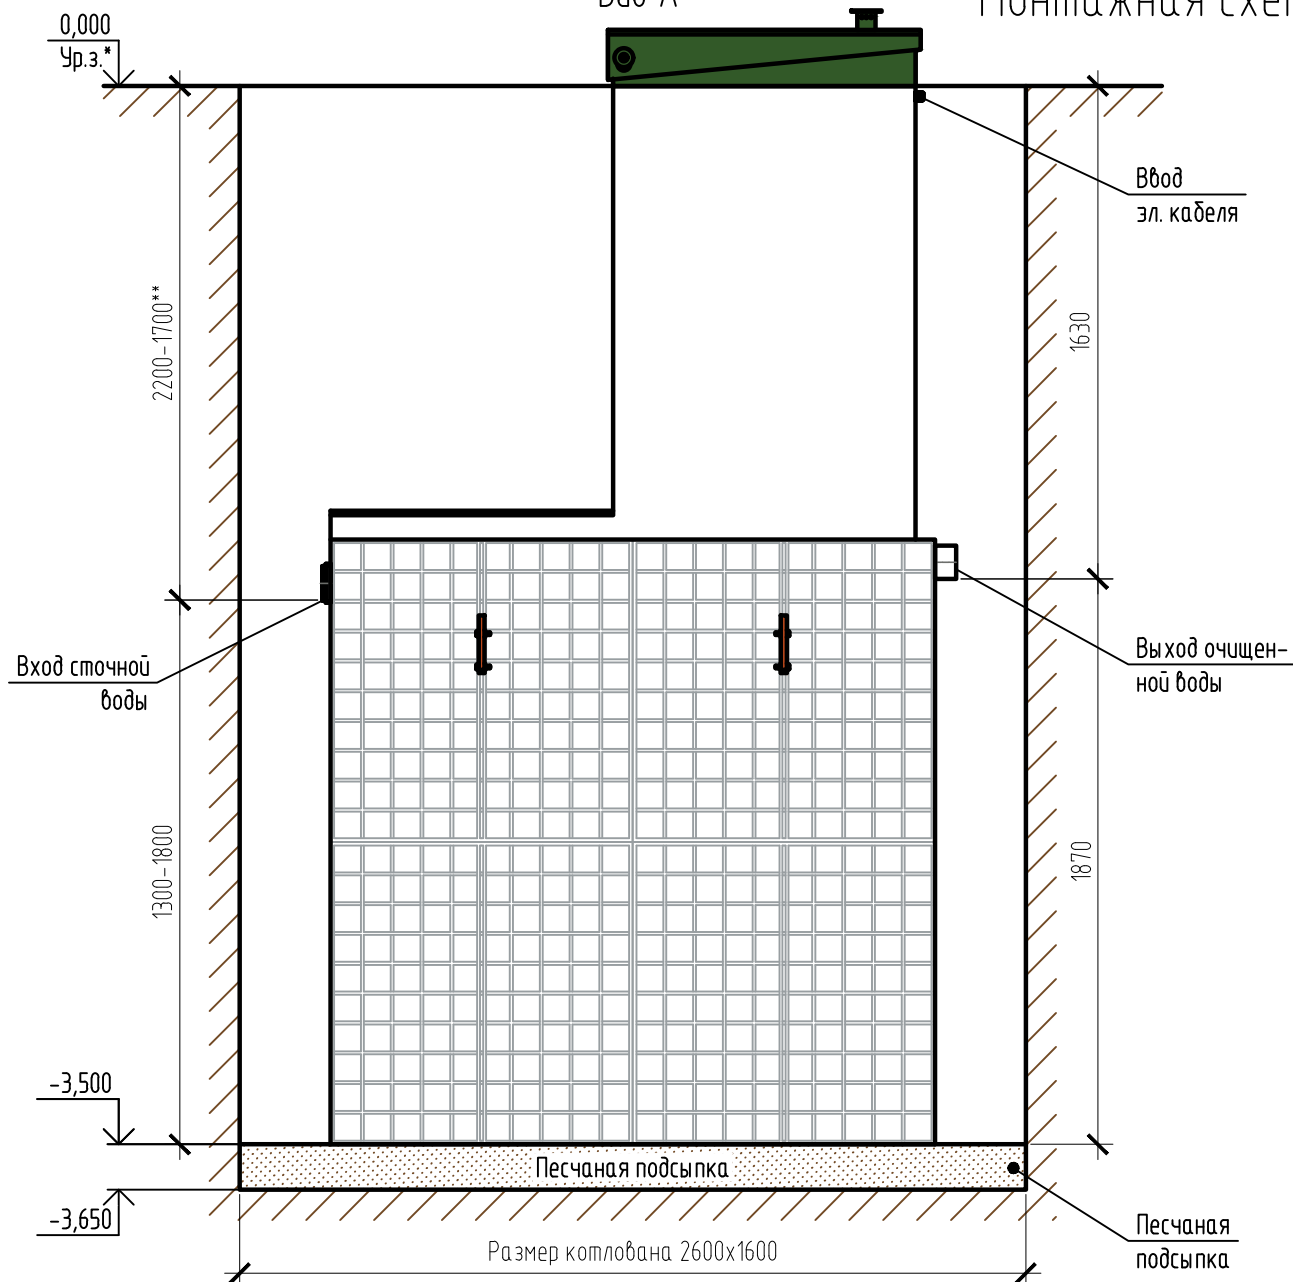 0,000
Ур.з.*
Ввод
эл. кабеля
2200-1700**
1630
Вход сточной
воды
Выход очищен-
ной воды
1300-1800
1870
-3,500
Песчаная подсыпка
-3,650
Песчаная
подсыпка
Размер котлована 2600х1600